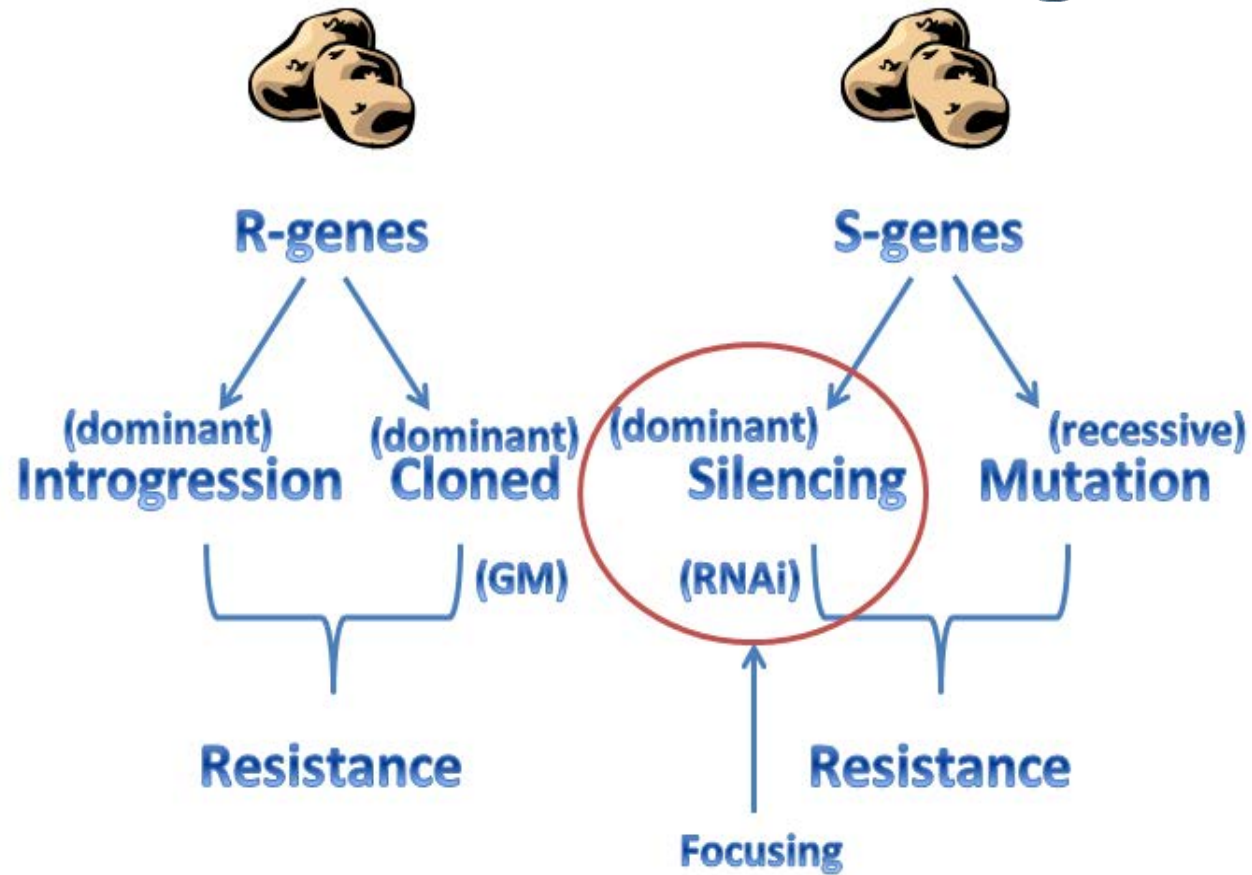 R-genes
S-genes
(dominant)
Introgression
(dominant)
Cloned
(GM)
(dominant)
Silencing
(RNAi)
(recessive)
Mutation
Resistance
Resistance
Focusing